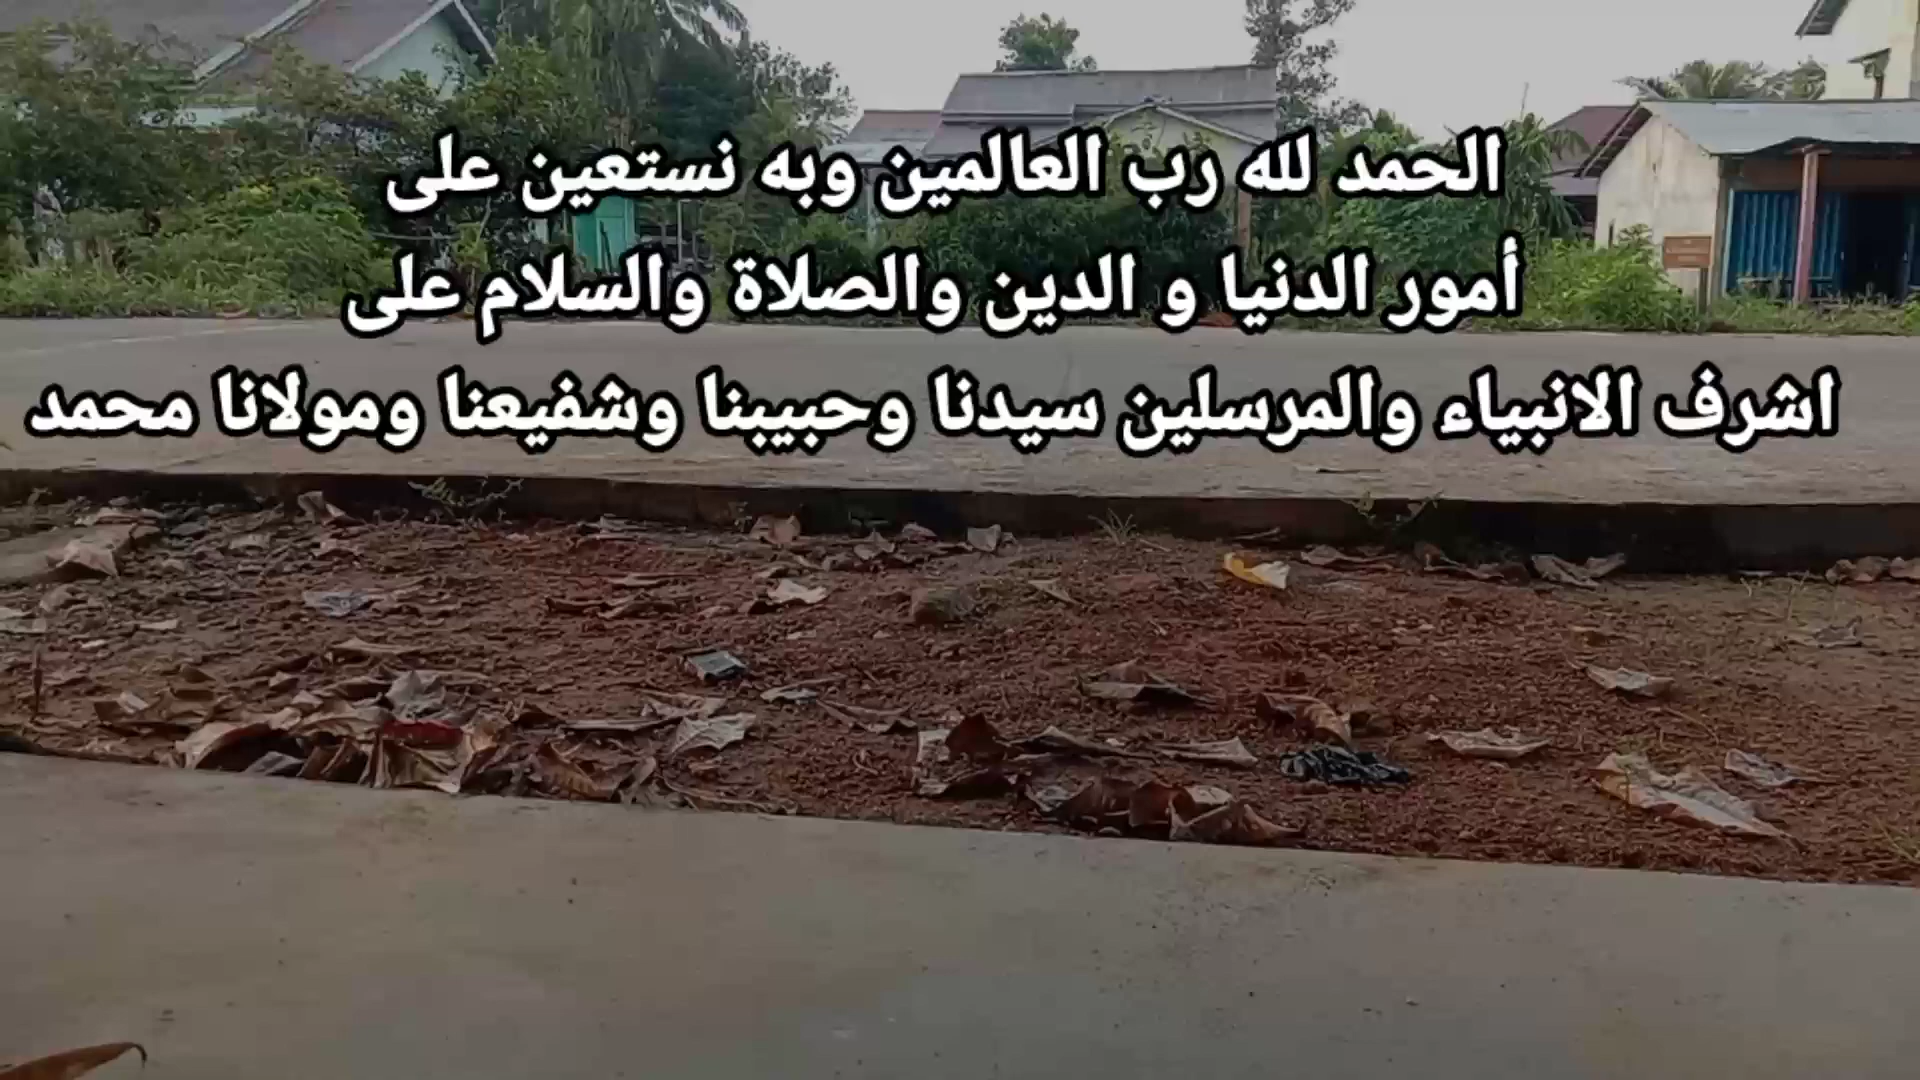 الحمد لله رب العالمين وبه نستعين على
أمور الدنيا و الدين والصلاة والسلام على
اشرف الانبياء والمرسلين سيدنا وحبيبنا وشفيعنا ومولانا محمد